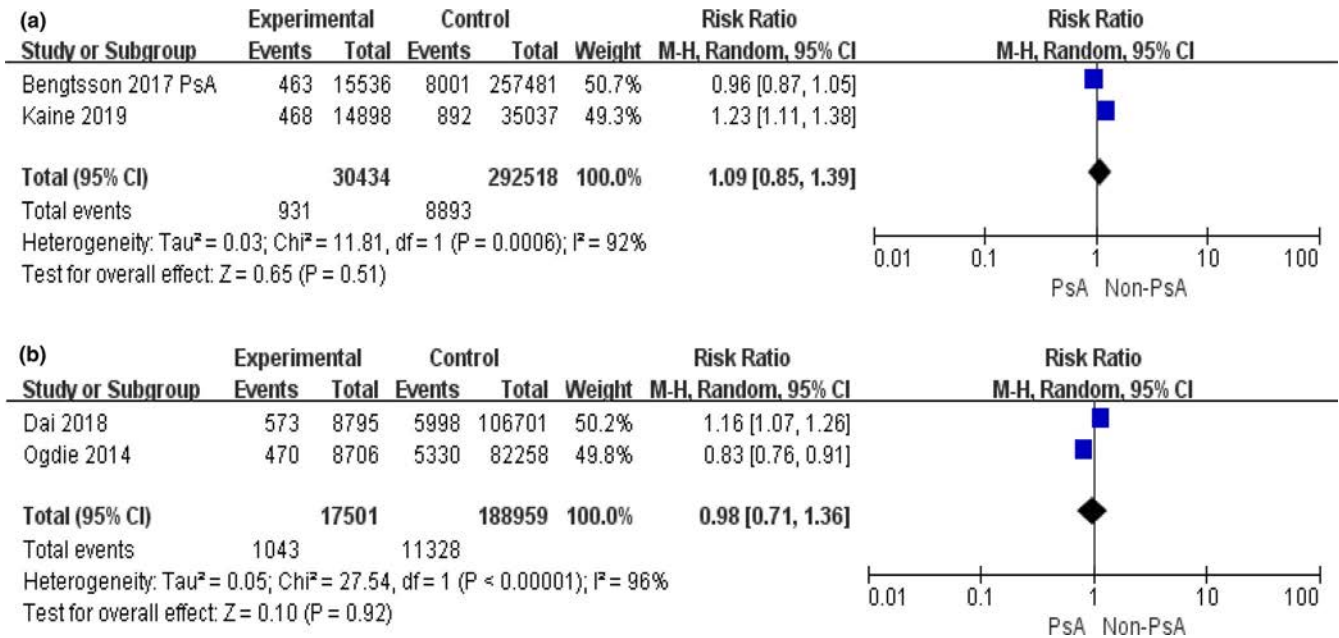 (a) Experimental Control Risk Ratio Risk Ratio
Study or Subgroup Events Total Events Total Weight M-H, Random, 95% CI M-H, Random, 95% CI
Bengtsson 2017 PsA 463 15536 8001 257481 50.7% 0.96 [0.87, 1.05]
Kaine 2019 468 14898 892 35037 49.3% 1.23 [1.11, 1.38]
Total (95% CI) 30434 292518 100.0% 1.09 [0.85, 1.39]
Total events 931 8893
Heterogeneity: Tau² = 0.03; Chi² = 11.81, df = 1 (P = 0.0006); I² = 92%
Test for overall effect: Z = 0.65 (P = 0.51)
0.01 0.1 1 10 100
PsA Non-PsA
(b) Experimental Control Risk Ratio Risk Ratio
Study or Subgroup Events Total Events Total Weight M-H, Random, 95% CI M-H, Random, 95% CI
Dai 2018 573 8795 5998 106701 50.2% 1.16 [1.07, 1.26]
Ogdie 2014 470 8706 5330 82258 49.8% 0.83 [0.76, 0.91]
Total (95% CI) 17501 188959 100.0% 0.98 [0.71, 1.36]
Total events 1043 11328
Heterogeneity: Tau² = 0.05; Chi² = 27.54, df = 1 (P < 0.00001); I² = 96%
Test for overall effect: Z = 0.10 (P = 0.92)
0.01 0.1 1 10 100
PsA Non-PsA